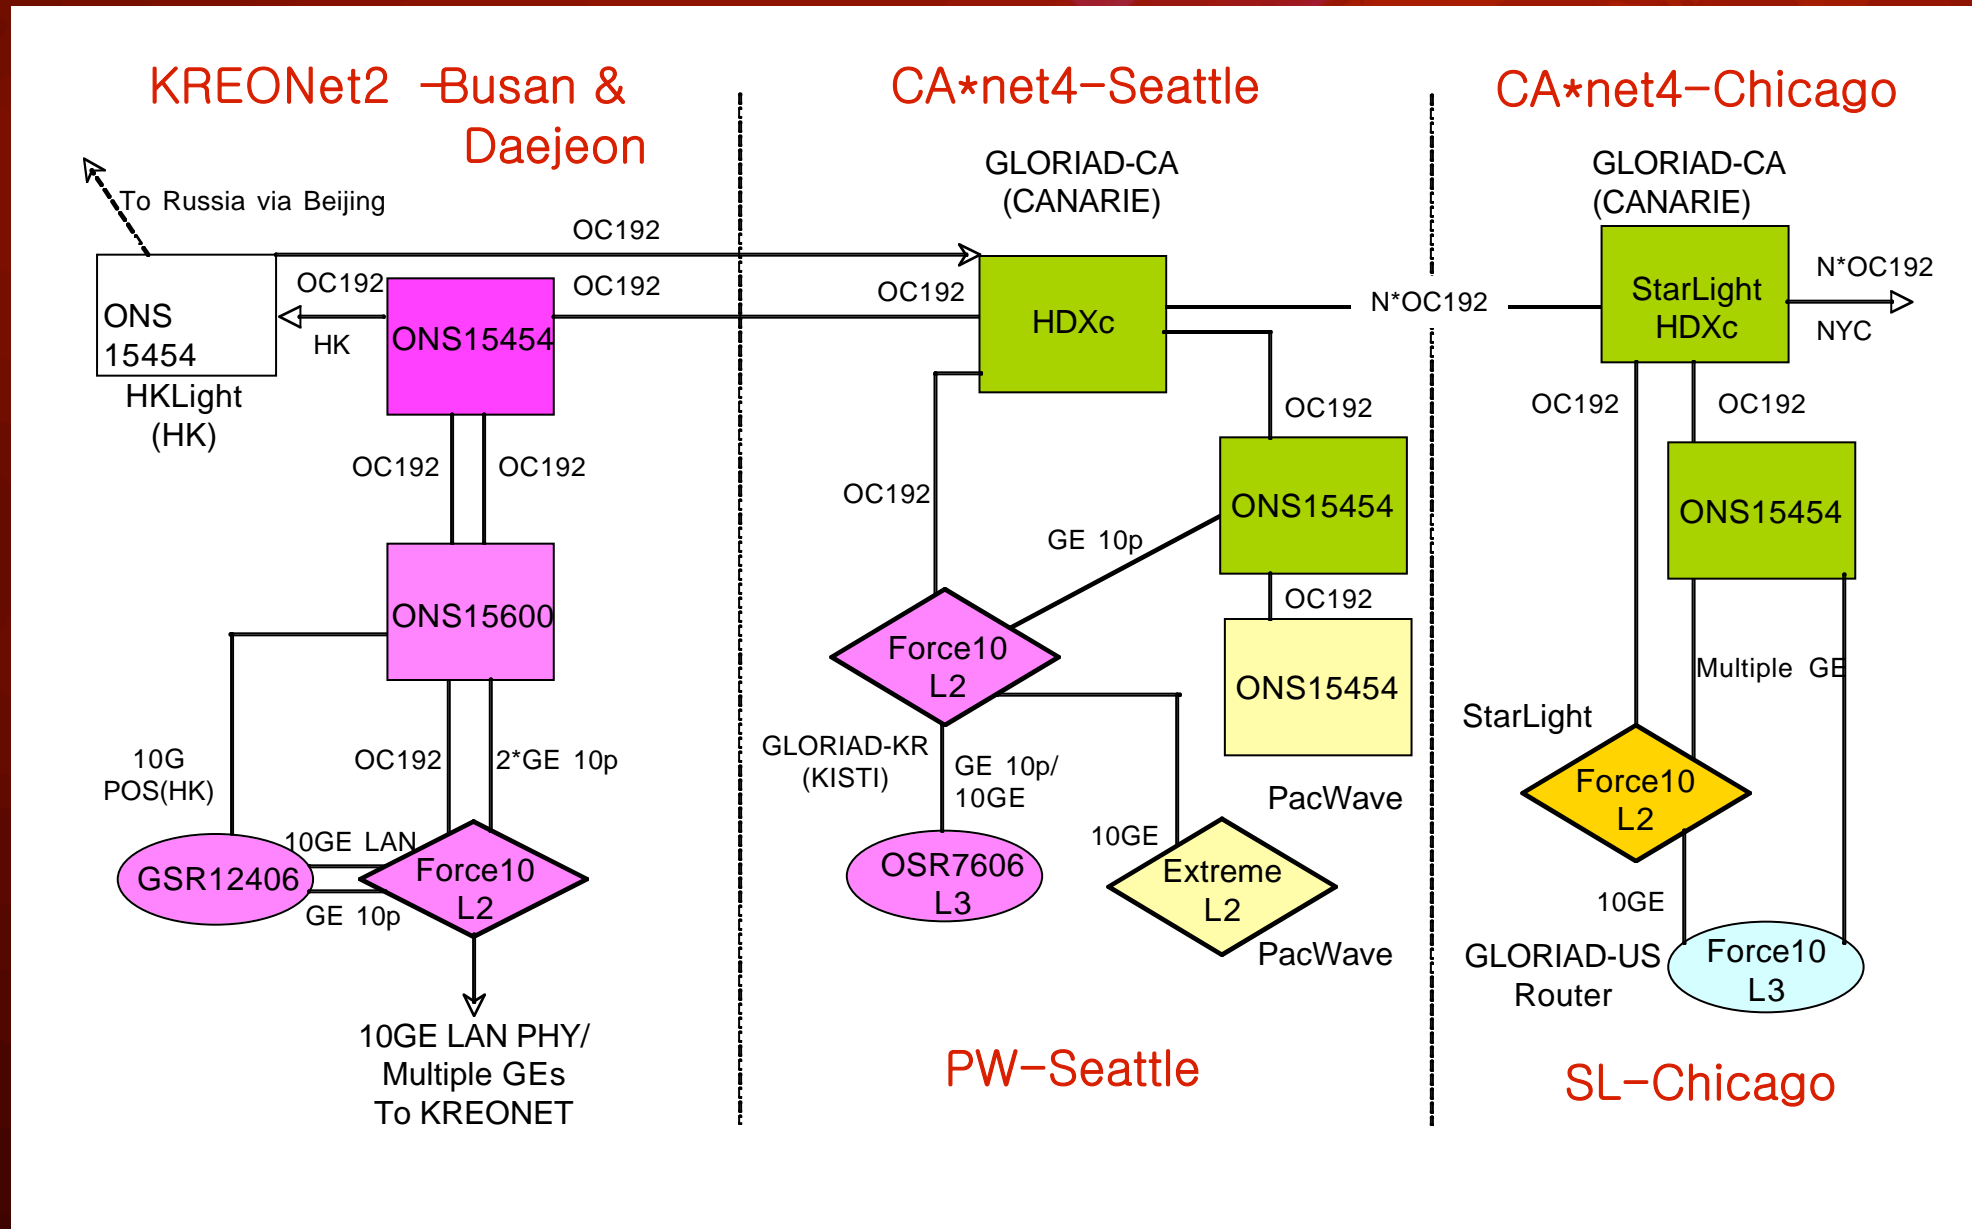 KREONet2 –Busan &
Daejeon
To Russia via Beijing
OC192
OC192
OC192
ONS
15454
HK
ONS15454
HKLight
(HK)
OC192
OC192
ONS15600
10G
POS(HK)
OC192
2*GE 10p
10GE LAN
GSR12406
GE 10p
Force10
L2
10GE LAN PHY/
Multiple GEs
To KREONET
CA*net4-Seattle
GLORIAD-CA
(CANARIE)
OC192
HDXc
N*OC192
OC192
OC192
ONS15454
GE 10p
OC192
Force10
L2
ONS15454
GLORIAD-KR
(KISTI)
GE 10p/
10GE
PacWave
10GE
OSR7606
L3
Extreme
L2
PacWave
PW-Seattle
CA*net4-Chicago
GLORIAD-CA
(CANARIE)
StarLight
HDXc
N*OC192
NYC
OC192
OC192
ONS15454
Multiple GE
StarLight
Force10
L2
10GE
GLORIAD-US
Router
Force10
L3
SL-Chicago